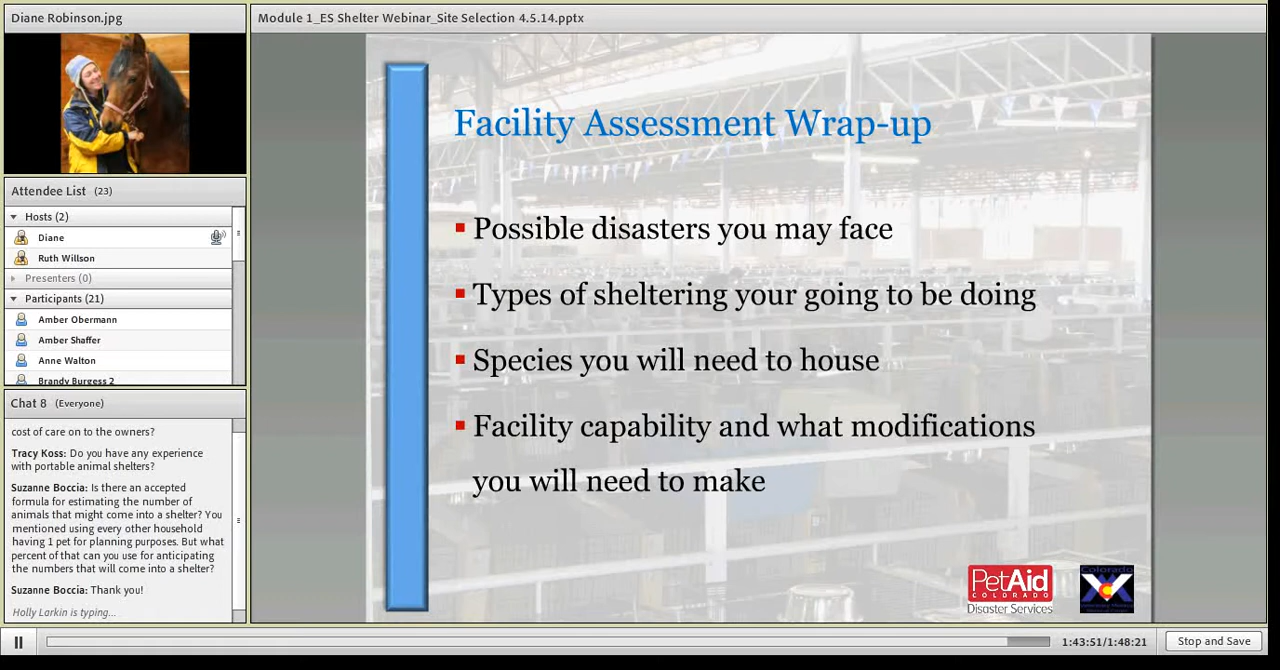 Diane Robinson.jpg
Module 1_ES Shelter Webinar_Site Selection 4.5.14.pptx
Attendee List (23)
Hosts (2)
Diane
Ruth Willson
Presenters (0)
Participants (21)
Amber Obermann
Amber Shaffer
Anne Walton
Brandy Burgess 2
Chat 8 (Everyone)
cost of care on to the owners?
Tracy Koss: Do you have any experience
with portable animal shelters?
Suzanne Boccia: Is there an accepted
formula for estimating the number of
animals that might come into a shelter? You
mentioned using every other household
having 1 pet for planning purposes. But what
percent of that can you use for anticipating
the numbers that will come into a shelter?
Suzanne Boccia: Thank you!
Holly Larkin is typing...
Facility Assessment Wrap-up
Possible disasters you may face
Types of sheltering your going to be doing
Species you will need to house
Facility capability and what modifications
you will need to make
PetAid
COLORADO
Disaster Services
Colorado
1:43:51/1:48:21
Stop and Save